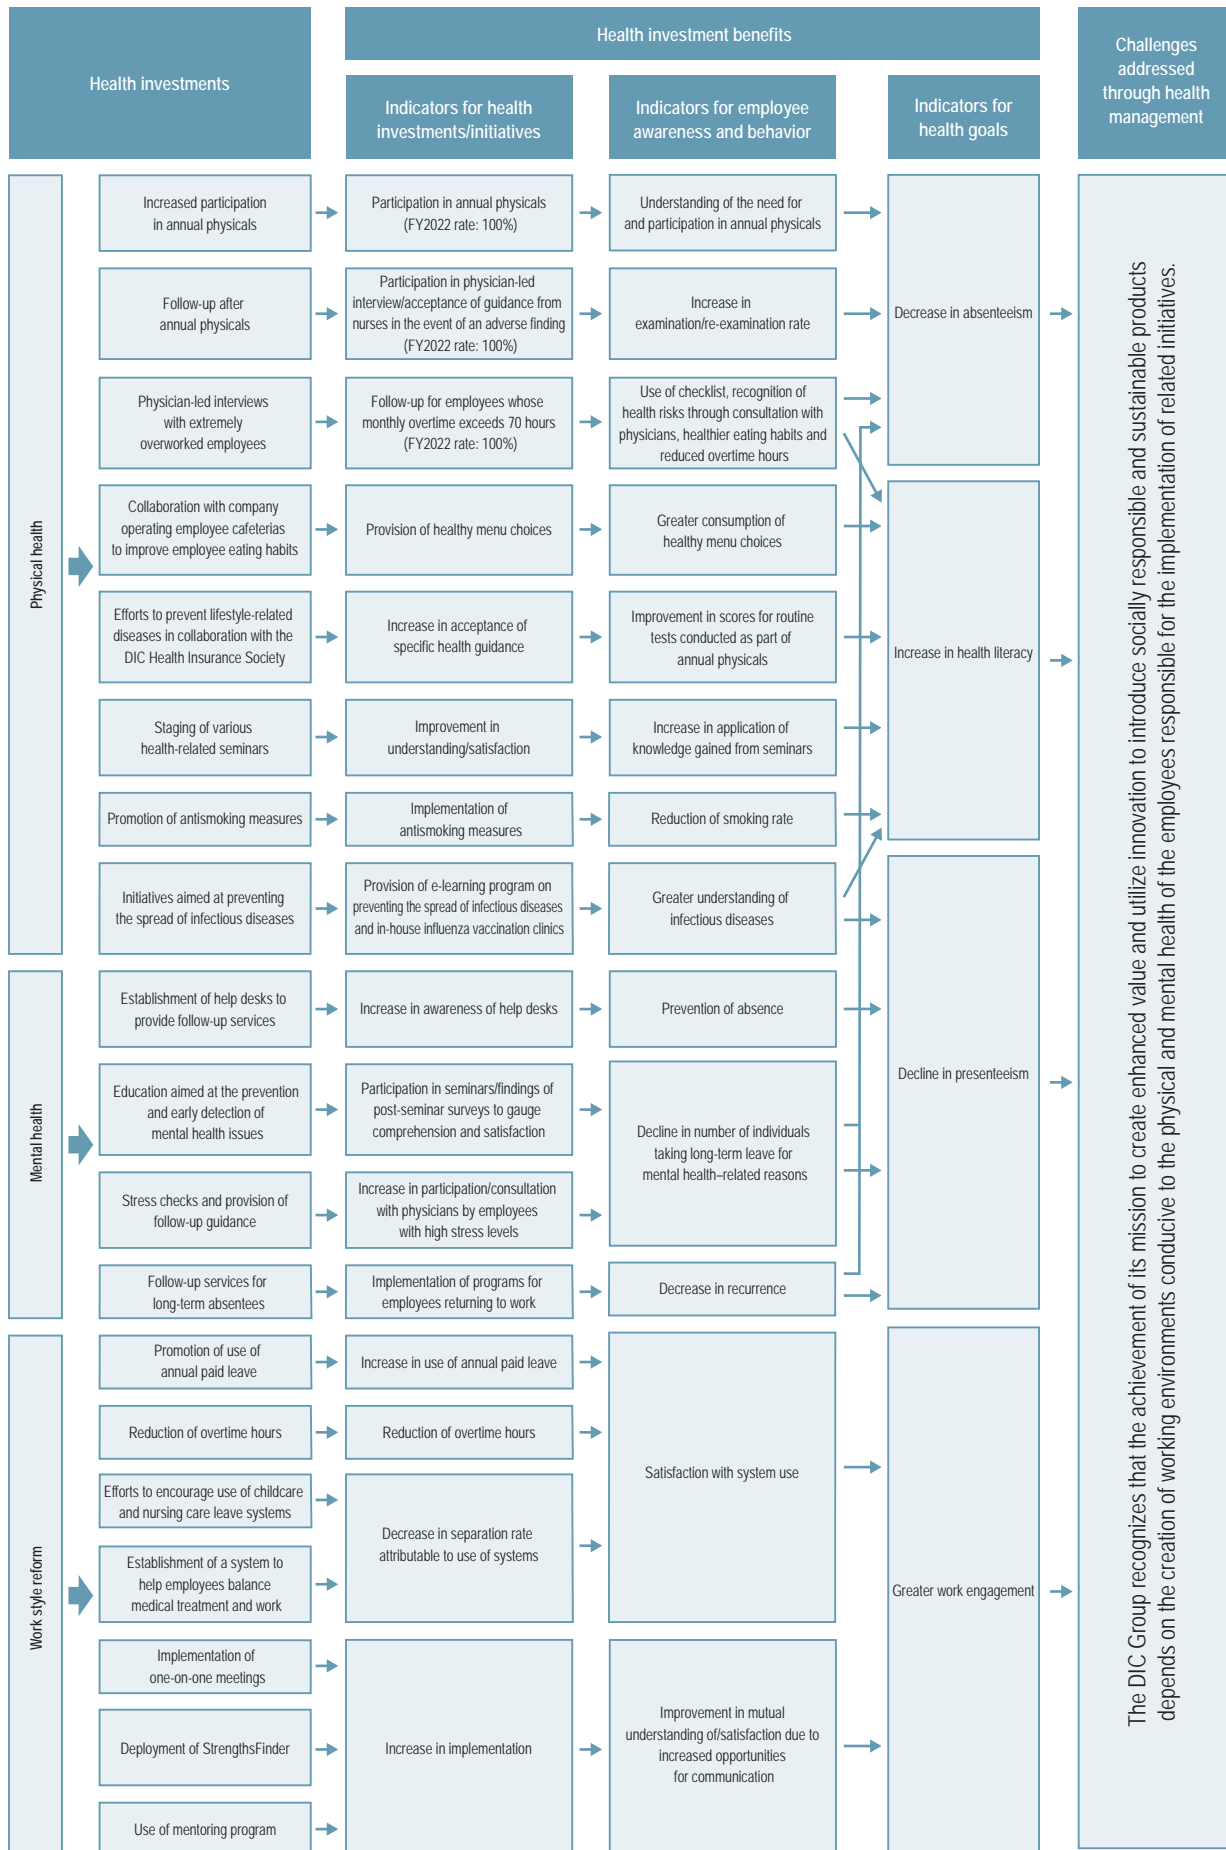 Health investments
Health investment benefits
Challenges
addressed
through health
management
Indicators for health
investments/initiatives
Indicators for employee
awareness and behavior
Indicators for
health goals
Physical health
Increased participation
in annual physicals
Participation in annual physicals
(FY2022 rate: 100%)
Understanding of the need for
and participation in annual physicals
Follow-up after
annual physicals
Participation in physician-led
interview/acceptance of guidance from
nurses in the event of an adverse finding
(FY2022 rate: 100%)
Increase in
examination/re-examination rate
Decrease in absenteeism
Physician-led interviews
with extremely
overworked employees
Follow-up for employees whose
monthly overtime exceeds 70 hours
(FY2022 rate: 100%)
Use of checklist, recognition of
health risks through consultation with
physicians, healthier eating habits and
reduced overtime hours
Collaboration with company
operating employee cafeterias
to improve employee eating habits
Provision of healthy menu choices
Greater consumption of
healthy menu choices
Efforts to prevent lifestyle-related
diseases in collaboration with the
DIC Health Insurance Society
Increase in acceptance of
specific health guidance
Improvement in scores for routine
tests conducted as part of
annual physicals
Increase in health literacy
Staging of various
health-related seminars
Improvement in
understanding/satisfaction
Increase in application of
knowledge gained from seminars
Promotion of antismoking measures
Implementation of
antismoking measures
Reduction of smoking rate
Initiatives aimed at preventing
the spread of infectious diseases
Provision of e-learning program on
preventing the spread of infectious diseases
and in-house influenza vaccination clinics
Greater understanding of
infectious diseases
Mental health
Establishment of help desks to
provide follow-up services
Increase in awareness of help desks
Prevention of absence
Education aimed at the prevention
and early detection of
mental health issues
Participation in seminars/findings of
post-seminar surveys to gauge
comprehension and satisfaction
Decline in number of individuals
taking long-term leave for
mental health–related reasons
Decline in presenteeism
Stress checks and provision of
follow-up guidance
Increase in participation/consultation
with physicians by employees
with high stress levels
Follow-up services for
long-term absentees
Implementation of programs for
employees returning to work
Decrease in recurrence
Work style reform
Promotion of use of
annual paid leave
Increase in use of annual paid leave
Reduction of overtime hours
Reduction of overtime hours
Satisfaction with system use
Efforts to encourage use of childcare
and nursing care leave systems
Decrease in separation rate
attributable to use of systems
Establishment of a system to
help employees balance
medical treatment and work
Greater work engagement
Implementation of
one-on-one meetings
Deployment of StrengthsFinder
Increase in implementation
Improvement in mutual
understanding of/satisfaction due to
increased opportunities
for communication
Use of mentoring program
The DIC Group recognizes that the achievement of its mission to create enhanced value and utilize innovation to introduce socially responsible and sustainable products
depends on the creation of working environments conducive to the physical and mental health of the employees responsible for the implementation of related initiatives.